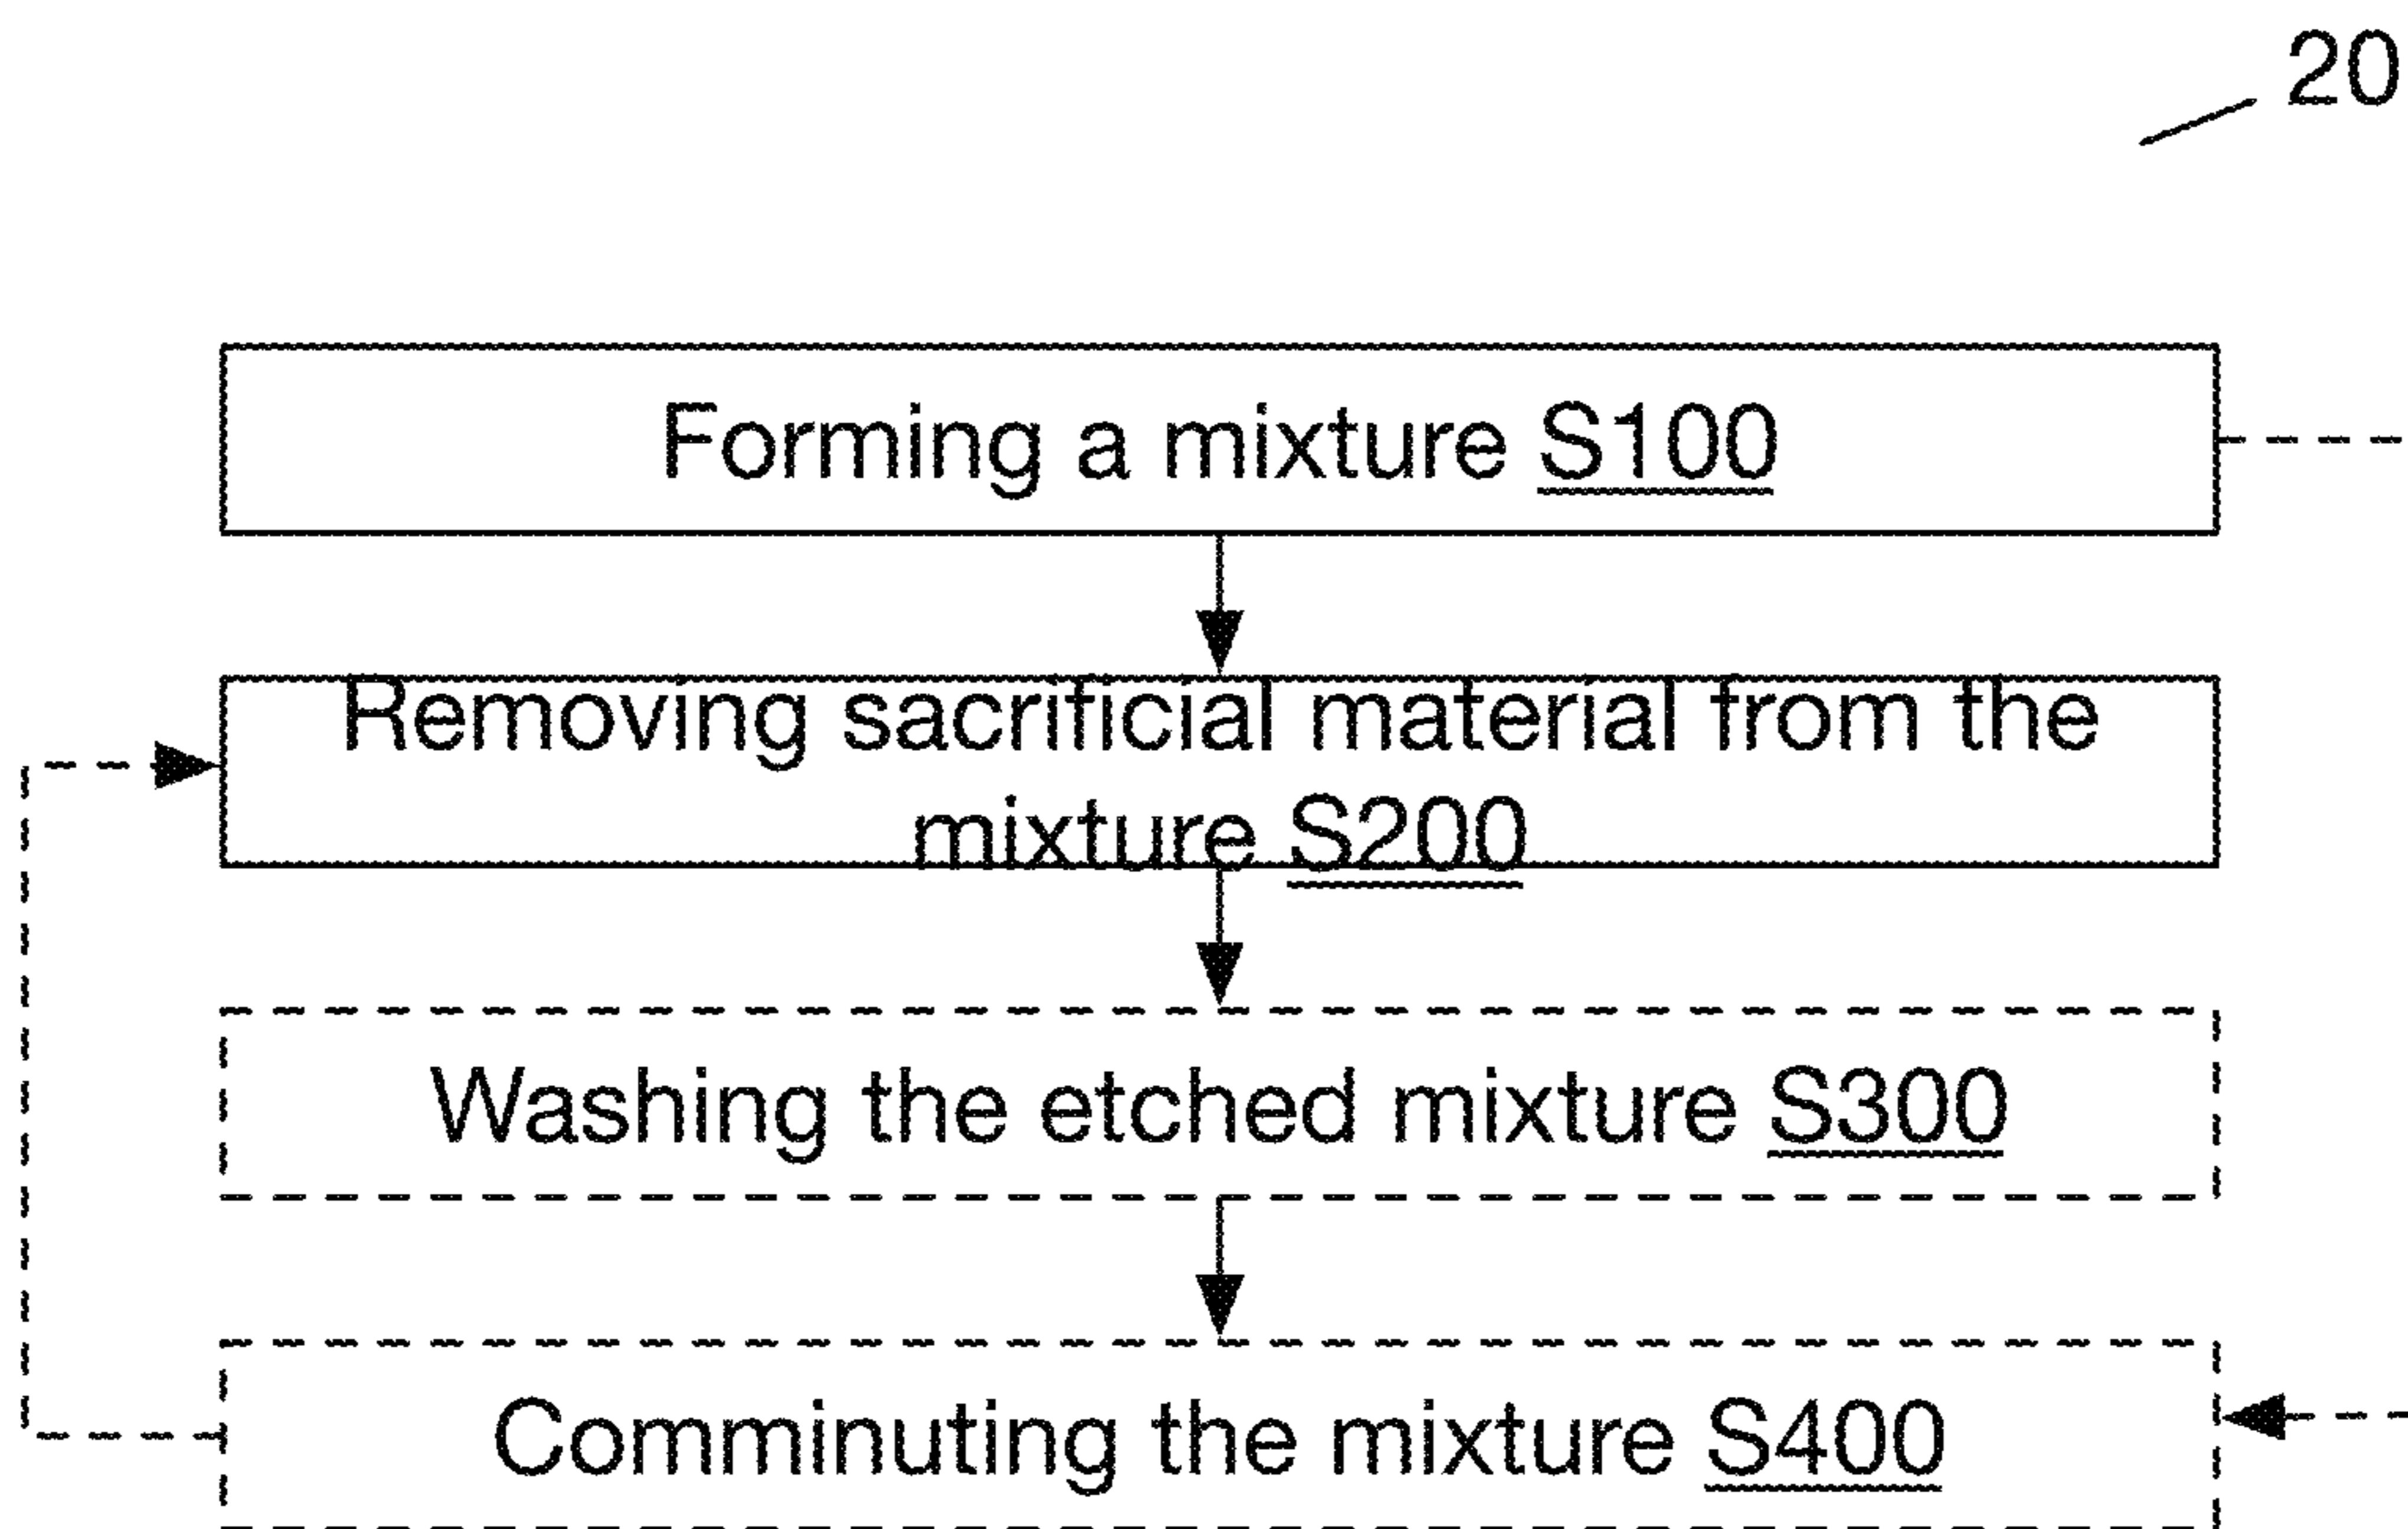 20
Forming a mixture S100
Removing sacrificial material from the
mixture S200
Washing the etched mixture S300
Comminuting the mixture S400